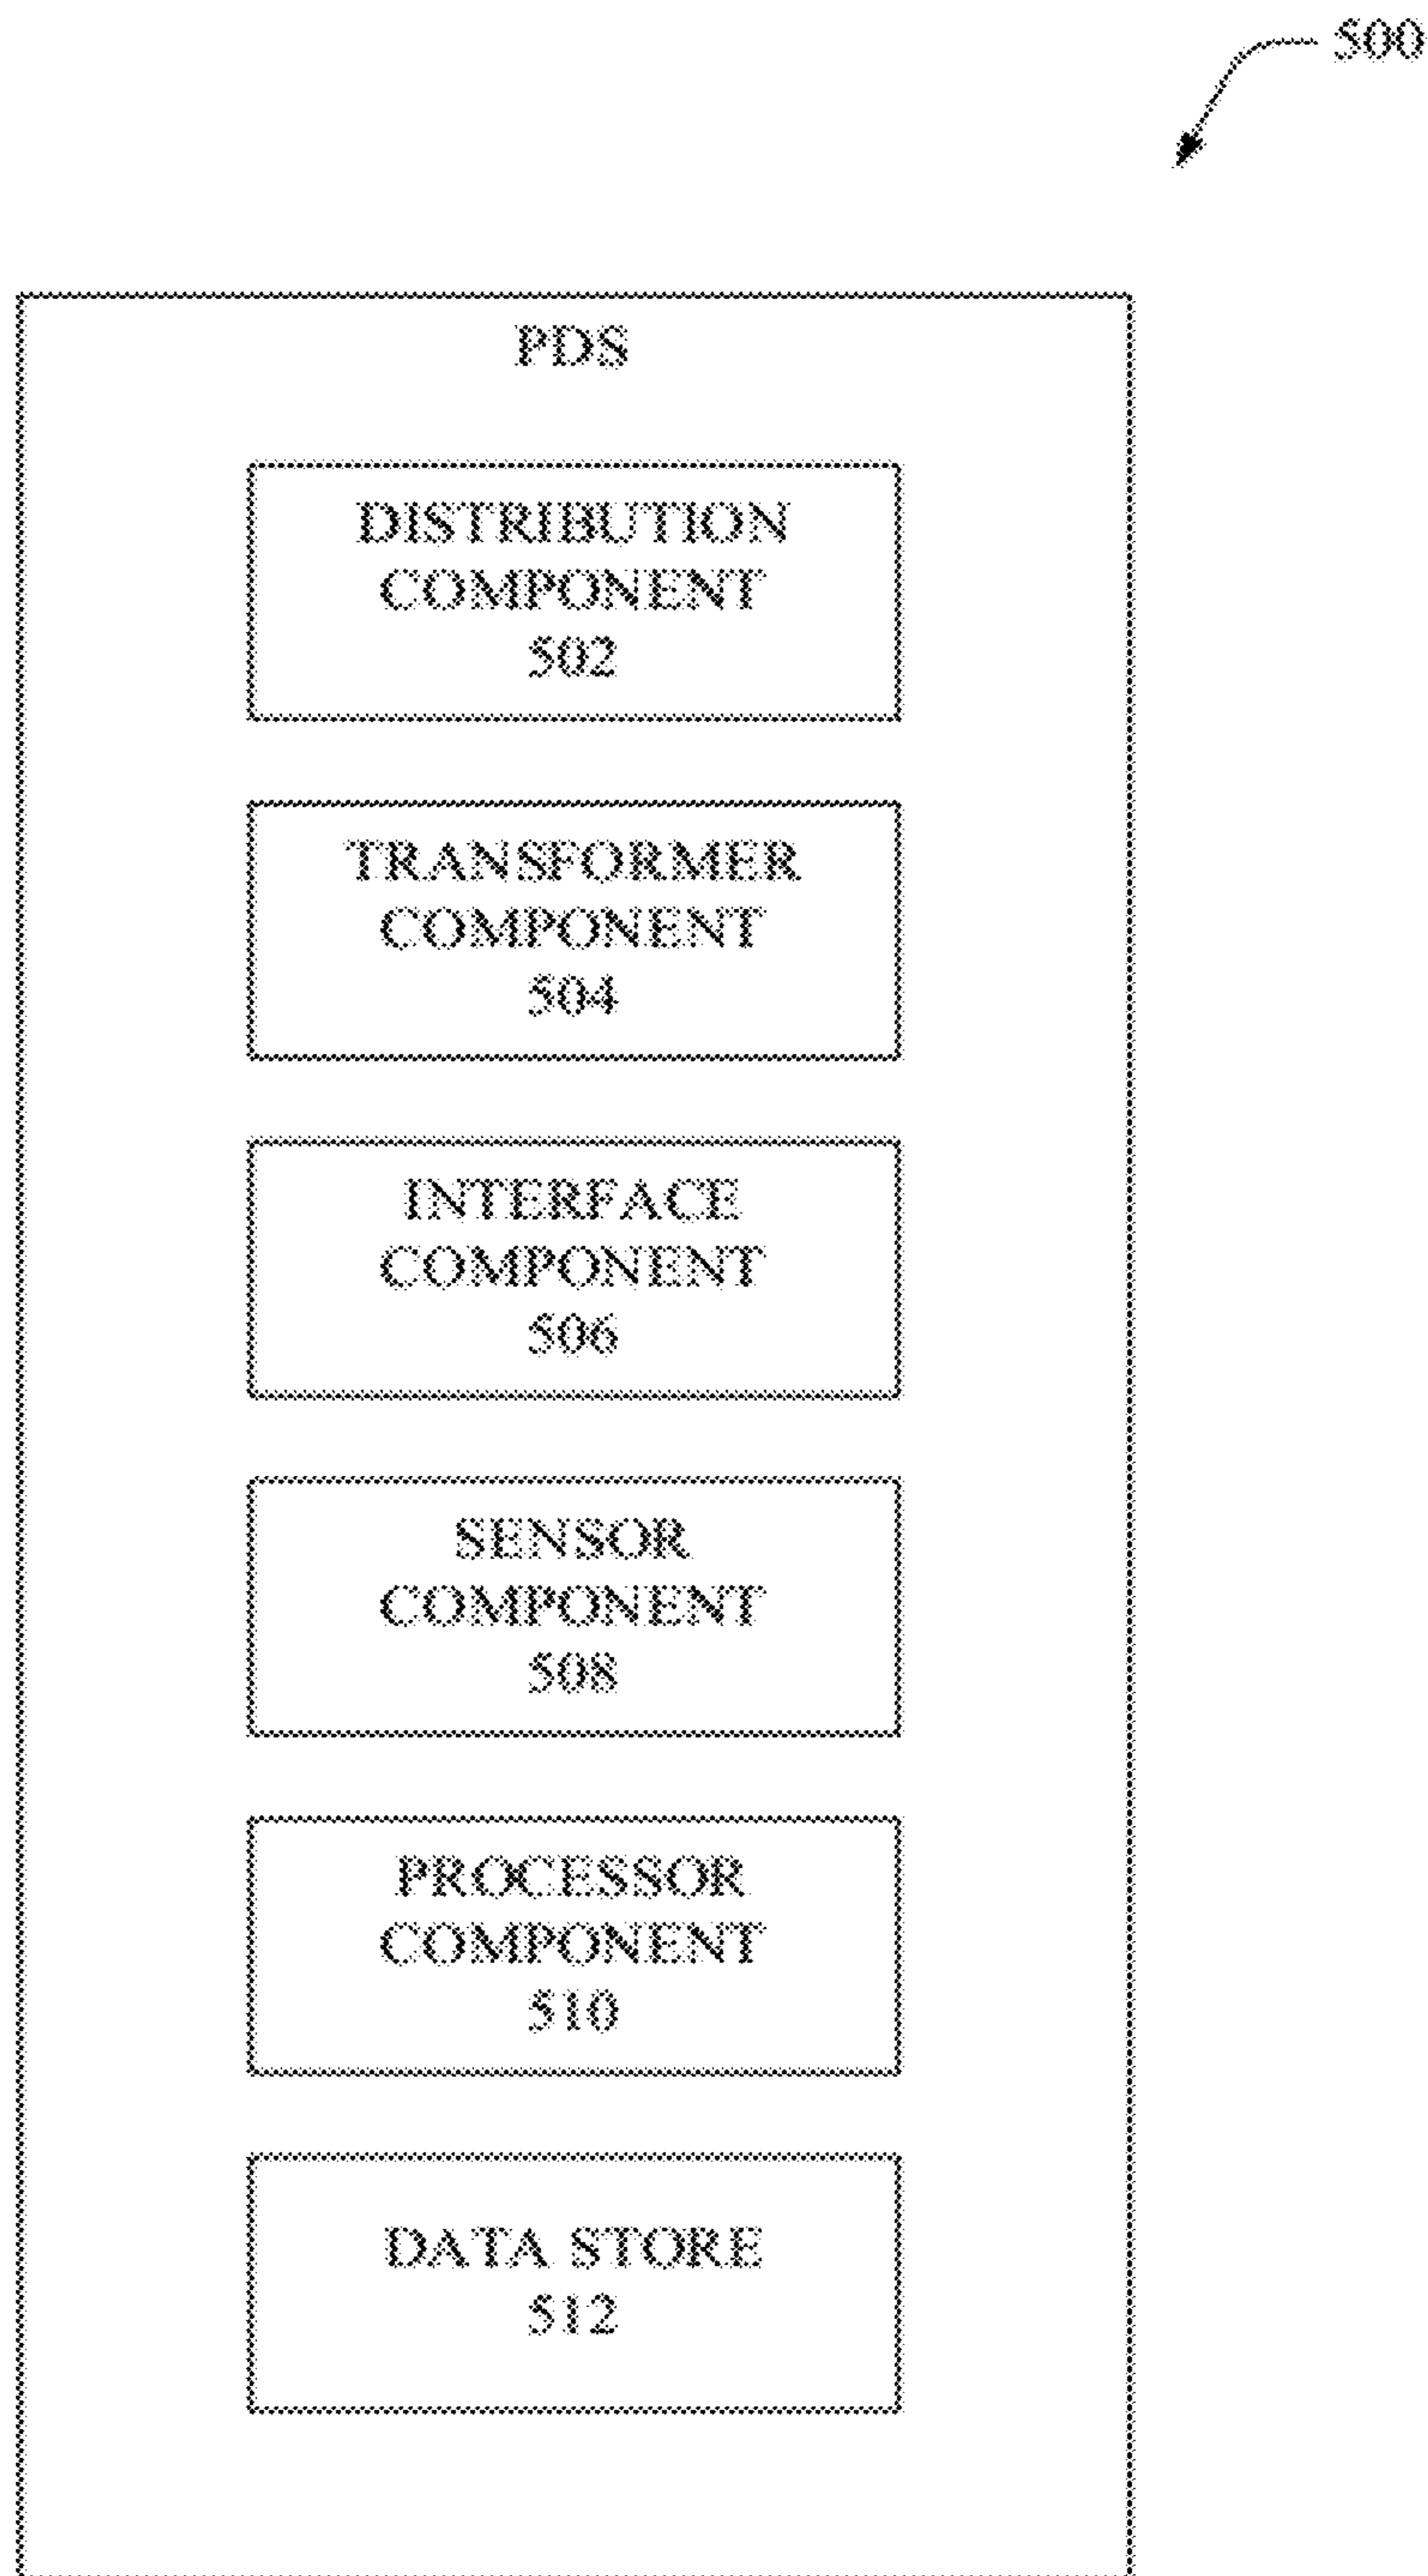 500
PDS
DISTRIBUTION
COMPONENT
502
TRANSFORMER
COMPONENT
504
INTERFACE
COMPONENT
506
SENSOR
COMPONENT
508
PROCESSOR
COMPONENT
510
DATA STORE
512